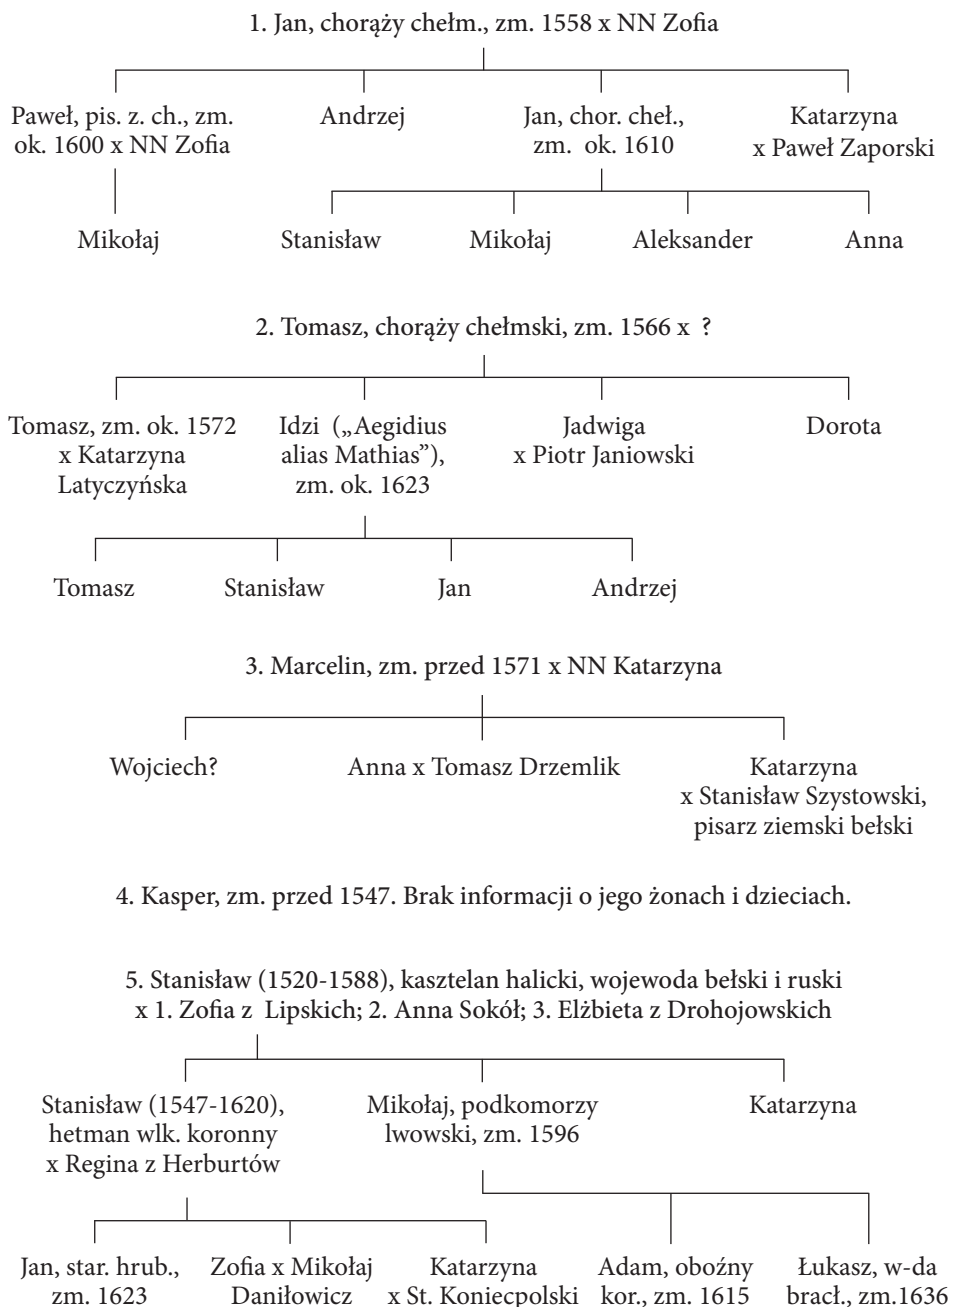 1. Jan, chorąży chełm., zm. 1558 x NN Zofia
Paweł, pis. z. ch., zm.
ok. 1600 x NN Zofia
Andrzej
Jan, chor. cheł.,
zm. ok. 1610
Katarzyna
x Paweł Zaporski
Mikołaj
Stanisław
Mikołaj
Aleksander
Anna
2. Tomasz, chorąży chełmski, zm. 1566 x ?
Tomasz, zm. ok. 1572
x Katarzyna
Latyczyńska
Idzi („Aegidius
alias Mathias”),
zm. ok. 1623
Jadwiga
x Piotr Janiowski
Dorota
Tomasz
Stanisław
Jan
Andrzej
3. Marcelin, zm. przed 1571 x NN Katarzyna
Wojciech?
Anna x Tomasz Drzemlik
Katarzyna
x Stanisław Szystowski,
pisarz ziemski bełski
4. Kasper, zm. przed 1547. Brak informacji o jego żonach i dzieciach.
5. Stanisław (1520-1588), kasztelan halicki, wojewoda bełski i ruski
x 1. Zofia z Lipskich; 2. Anna Sokół; 3. Elżbieta z Drohojowskich
Stanisław (1547-1620),
hetman wlk. koronny
x Regina z Herburtów
Mikołaj, podkomorzy
lwowski, zm. 1596
Katarzyna
Jan, star. hrub.,
zm. 1623
Zofia x Mikołaj
Daniłowicz
Katarzyna
x St. Koniecpolski
Adam, oboźny
kor., zm. 1615
Łukasz, w-da
bracł., zm.1636